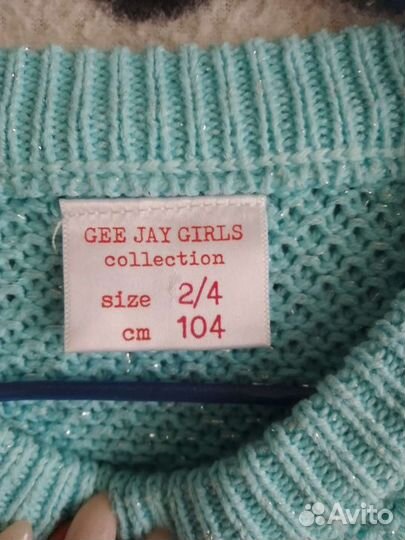 GEE JAY GIRLS
collection
size 2/4
cm 104
Avito